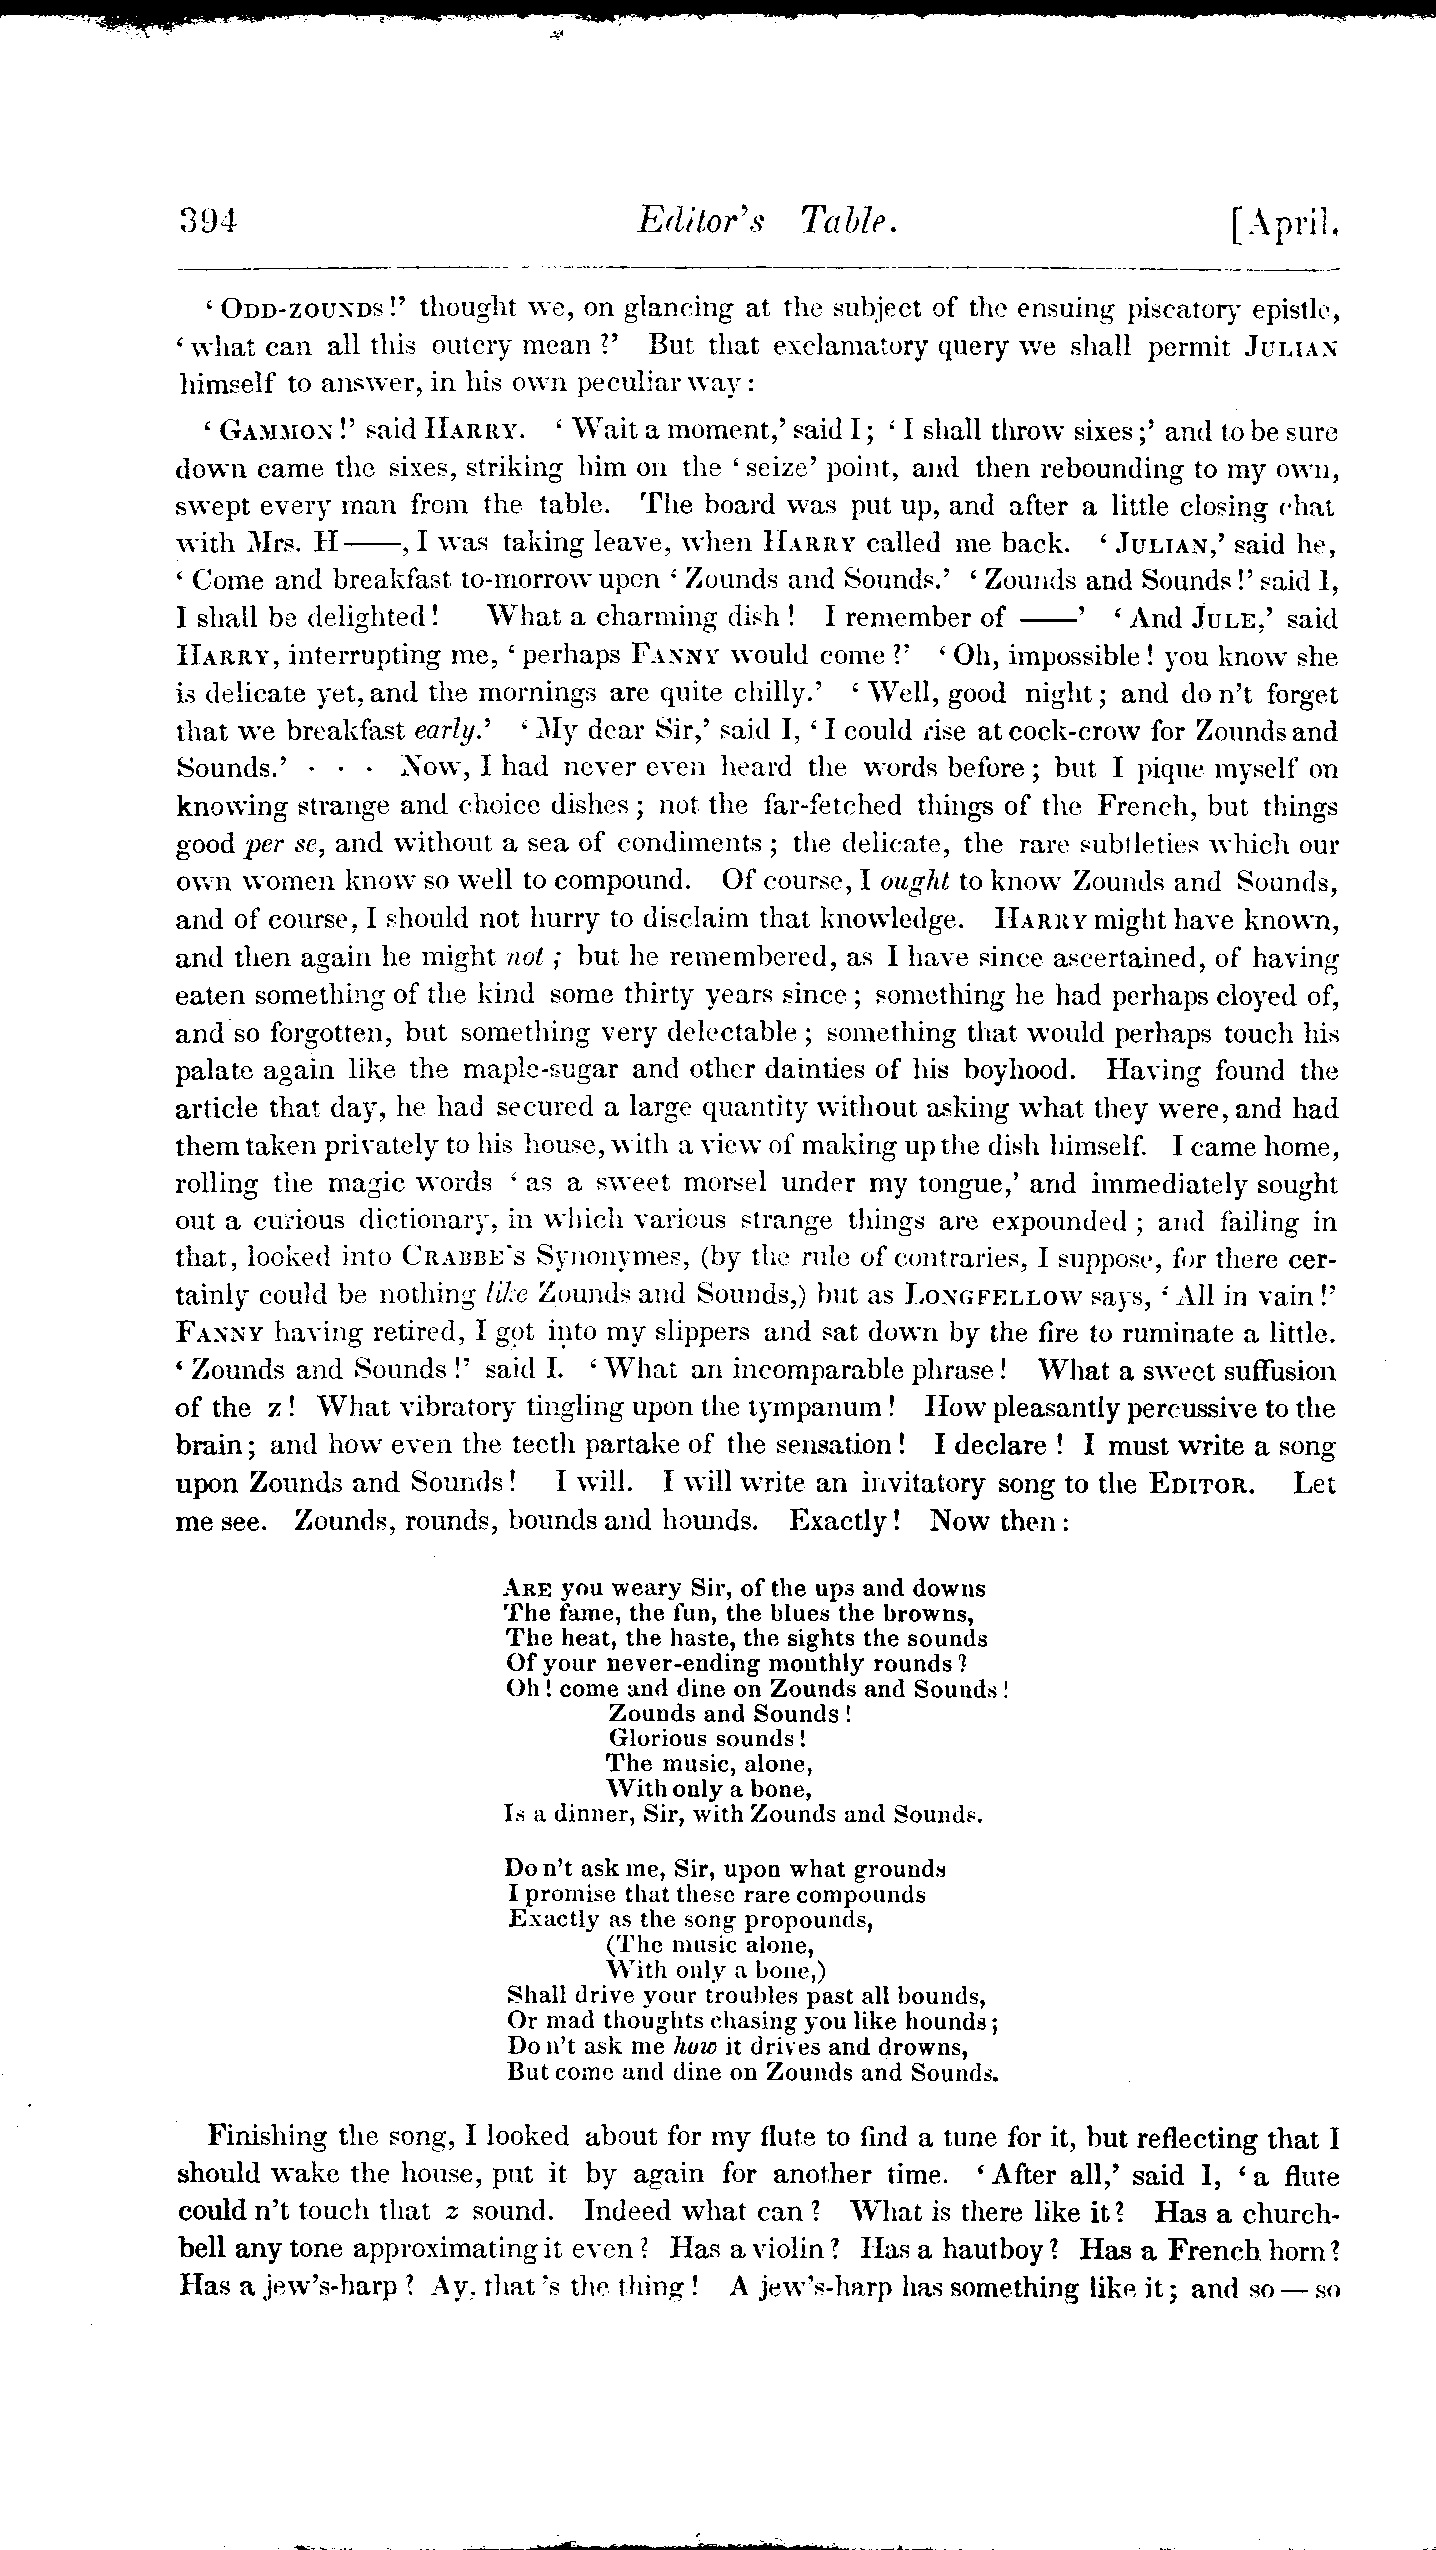 394 Editor's Table. [April.
'ODD-ZOUNDS!' thought we, on glancing at the subject of the ensuing piscatory epistle,
'what can all this outcry mean?' But that exclamatory query we shall permit JULIAN
himself to answer, in his own peculiar way:
'GAMMON!' said HARRY. 'Wait a moment,' said I; 'I shall throw sixes;' and to be sure
down came the sixes, striking him on the 'seize' point, and then rebounding to my own,
swept every man from the table. The board was put up, and after a little closing chat
with Mrs. H——, I was taking leave, when HARRY called me back. 'JULIAN,' said he,
'Come and breakfast to-morrow upon 'Zounds and Sounds.' 'Zounds and Sounds!' said I,
I shall be delighted! What a charming dish! I remember of ——' 'And JULE,' said
HARRY, interrupting me, 'perhaps FANNY would come?' 'Oh, impossible! you know she
is delicate yet, and the mornings are quite chilly.' 'Well, good night; and do n't forget
that we breakfast early.' 'My dear Sir,' said I, 'I could rise at cock-crow for Zounds and
Sounds.' · · · Now, I had never even heard the words before; but I pique myself on
knowing strange and choice dishes; not the far-fetched things of the French, but things
good per se, and without a sea of condiments; the delicate, the rare subtleties which our
own women know so well to compound. Of course, I ought to know Zounds and Sounds,
and of course, I should not hurry to disclaim that knowledge. HARRY might have known,
and then again he might not; but he remembered, as I have since ascertained, of having
eaten something of the kind some thirty years since; something he had perhaps cloyed of,
and so forgotten, but something very delectable; something that would perhaps touch his
palate again like the maple-sugar and other dainties of his boyhood. Having found the
article that day, he had secured a large quantity without asking what they were, and had
them taken privately to his house, with a view of making up the dish himself. I came home,
rolling the magic words 'as a sweet morsel under my tongue,' and immediately sought
out a curious dictionary, in which various strange things are expounded; and failing in
that, looked into CRABBE'S Synonymes, (by the rule of contraries, I suppose, for there cer-
tainly could be nothing like Zounds and Sounds,) but as LONGFELLOW says, 'All in vain!'
FANNY having retired, I got into my slippers and sat down by the fire to ruminate a little.
'Zounds and Sounds!' said I. 'What an incomparable phrase! What a sweet suffusion
of the z! What vibratory tingling upon the tympanum! How pleasantly percussive to the
brain; and how even the teeth partake of the sensation! I declare! I must write a song
upon Zounds and Sounds! I will. I will write an invitatory song to the EDITOR. Let
me see. Zounds, rounds, bounds and hounds. Exactly! Now then:
ARE you weary Sir, of the ups and downs
The fame, the fun, the blues the browns,
The heat, the haste, the sights the sounds
Of your never-ending monthly rounds?
Oh! come and dine on Zounds and Sounds!
Zounds and Sounds!
Glorious sounds!
The music, alone,
With only a bone,
Is a dinner, Sir, with Zounds and Sounds.
Do n't ask me, Sir, upon what grounds
I promise that these rare compounds
Exactly as the song propounds,
(The music alone,
With only a bone,)
Shall drive your troubles past all bounds,
Or mad thoughts chasing you like hounds;
Do n't ask me how it drives and drowns,
But come and dine on Zounds and Sounds.
Finishing the song, I looked about for my flute to find a tune for it, but reflecting that I
should wake the house, put it by again for another time. 'After all,' said I, 'a flute
could n't touch that z sound. Indeed what can? What is there like it? Has a church-
bell any tone approximating it even? Has a violin? Has a hautboy? Has a French horn?
Has a jew's-harp? Ay, that 's the thing! A jew's-harp has something like it; and so — so